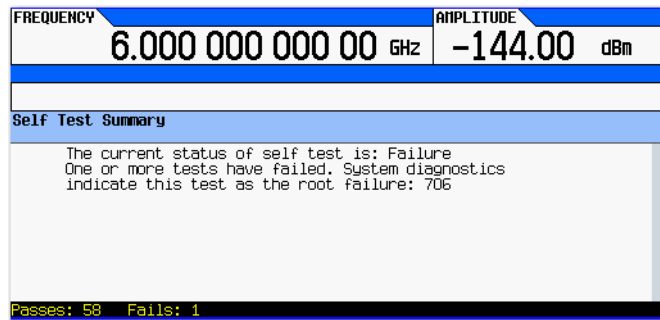 FREQUENCY
AMPLITUDE
6.000 000 000 00 GHz
-144.00 dBm
Self Test Summary
The current status of self test is: Failure
One or more tests have failed. System diagnostics
indicate this test as the root failure: 706
Passes: 58 Fails: 1